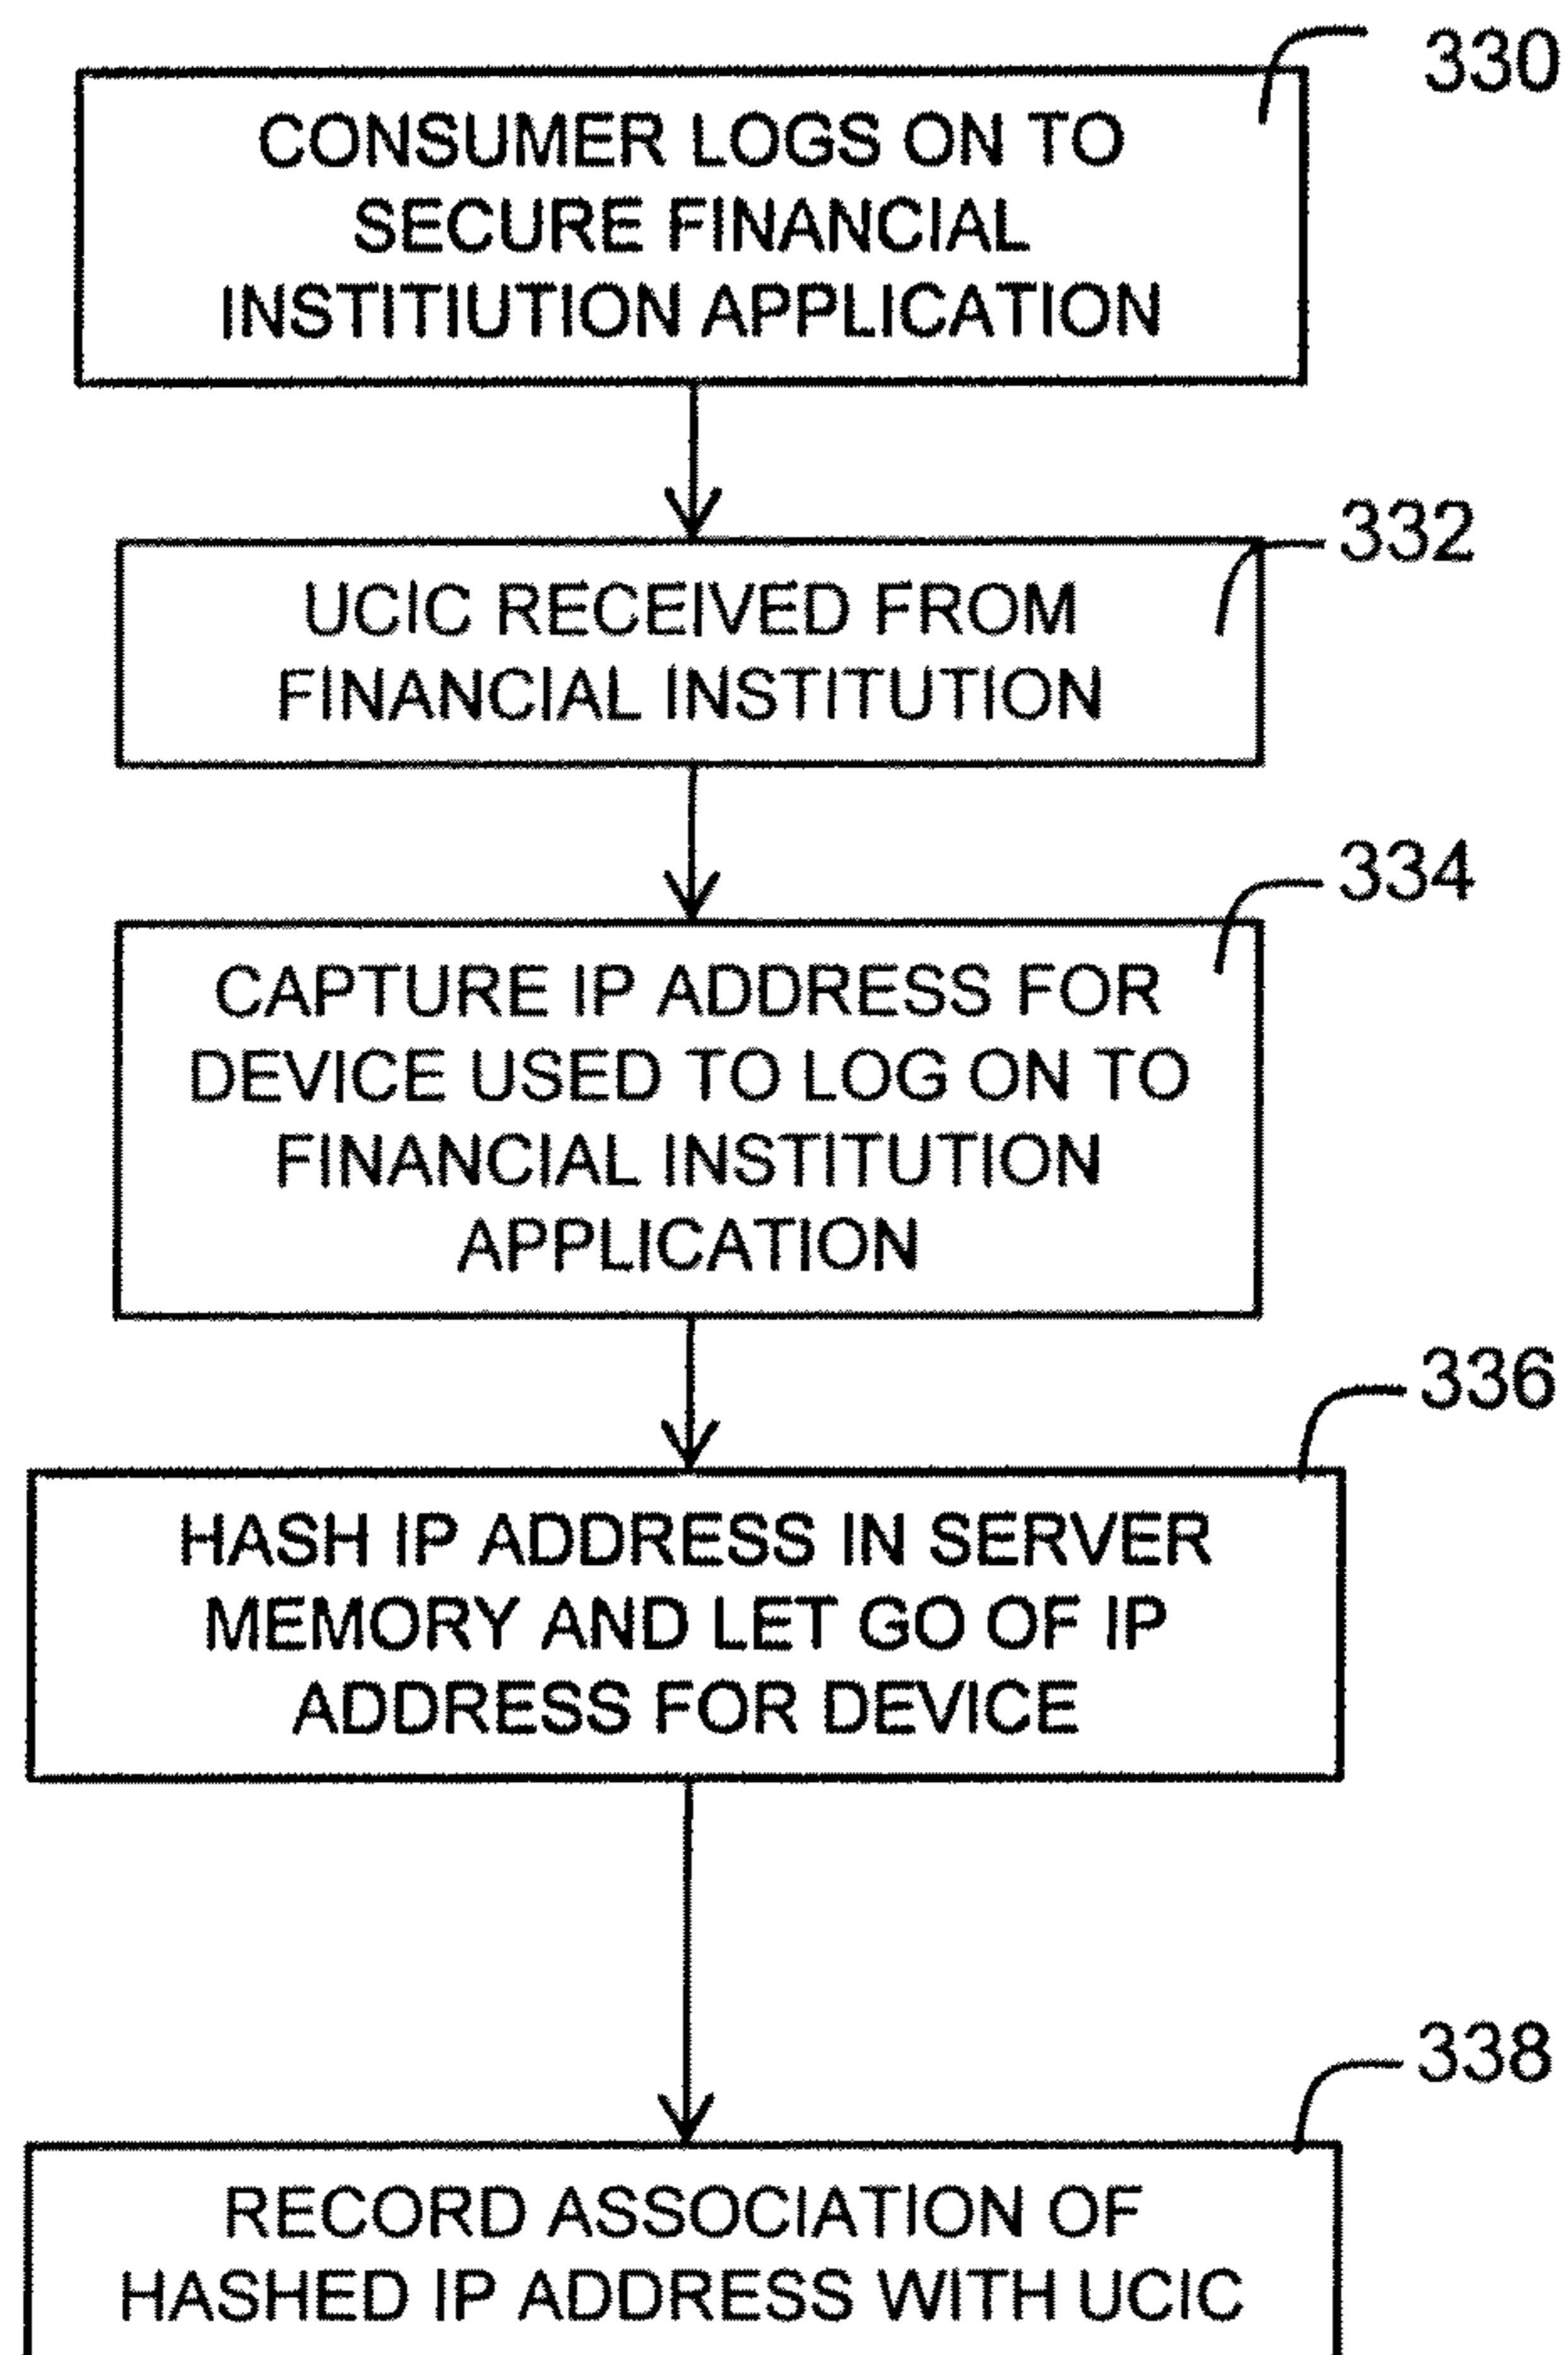 330
CONSUMER LOGS ON TO
SECURE FINANCIAL
INSTITIUTION APPLICATION
332
UCIC RECEIVED FROM
FINANCIAL INSTITUTION
334
CAPTURE IP ADDRESS FOR
DEVICE USED TO LOG ON TO
FINANCIAL INSTITUTION
APPLICATION
336
HASH IP ADDRESS IN SERVER
MEMORY AND LET GO OF IP
ADDRESS FOR DEVICE
338
RECORD ASSOCIATION OF
HASHED IP ADDRESS WITH UCIC